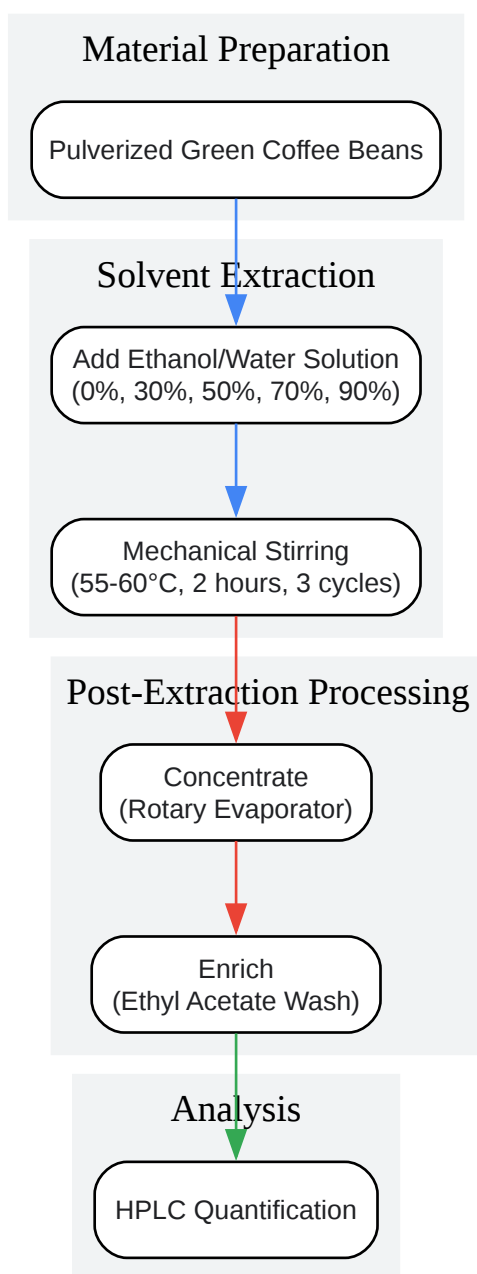 Material Preparation
Pulverized Green Coffee Beans
Solvent Extraction
Add Ethanol/Water Solution
(0%, 30%, 50%, 70%, 90%)
Mechanical Stirring
(55-60°C, 2 hours, 3 cycles)
Post-Extraction Processing
Concentrate
(Rotary Evaporator)
Enrich
(Ethyl Acetate Wash)
Analysis
HPLC Quantification